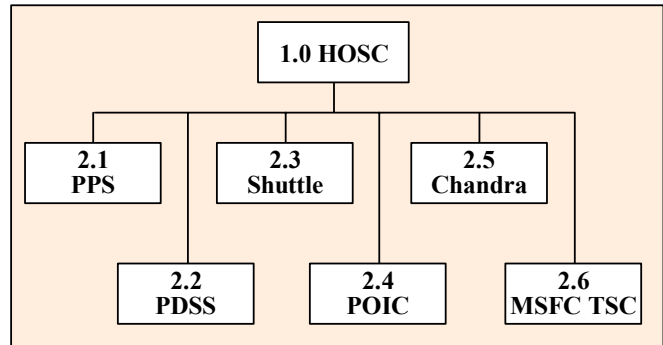 1.0 HOSC
2.1
PPS
2.3
Shuttle
2.5
Chandra
2.2
PDSS
2.4
POIC
2.6
MSFC TSC